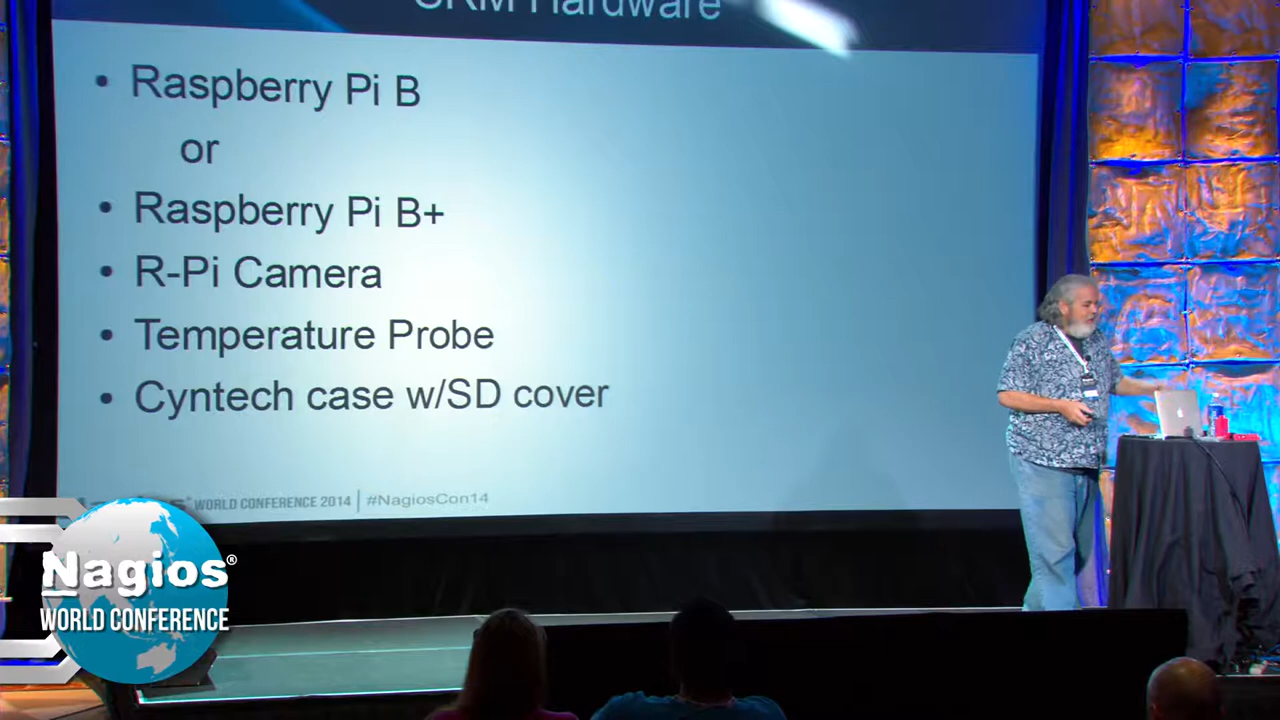 Hardware
• Raspberry Pi B
or
• Raspberry Pi B+
• R-Pi Camera
• Temperature Probe
• Cyntech case w/SD cover
WORLD CONFERENCE 2014 | #NagiosCon14
Nagios®
WORLD CONFERENCE